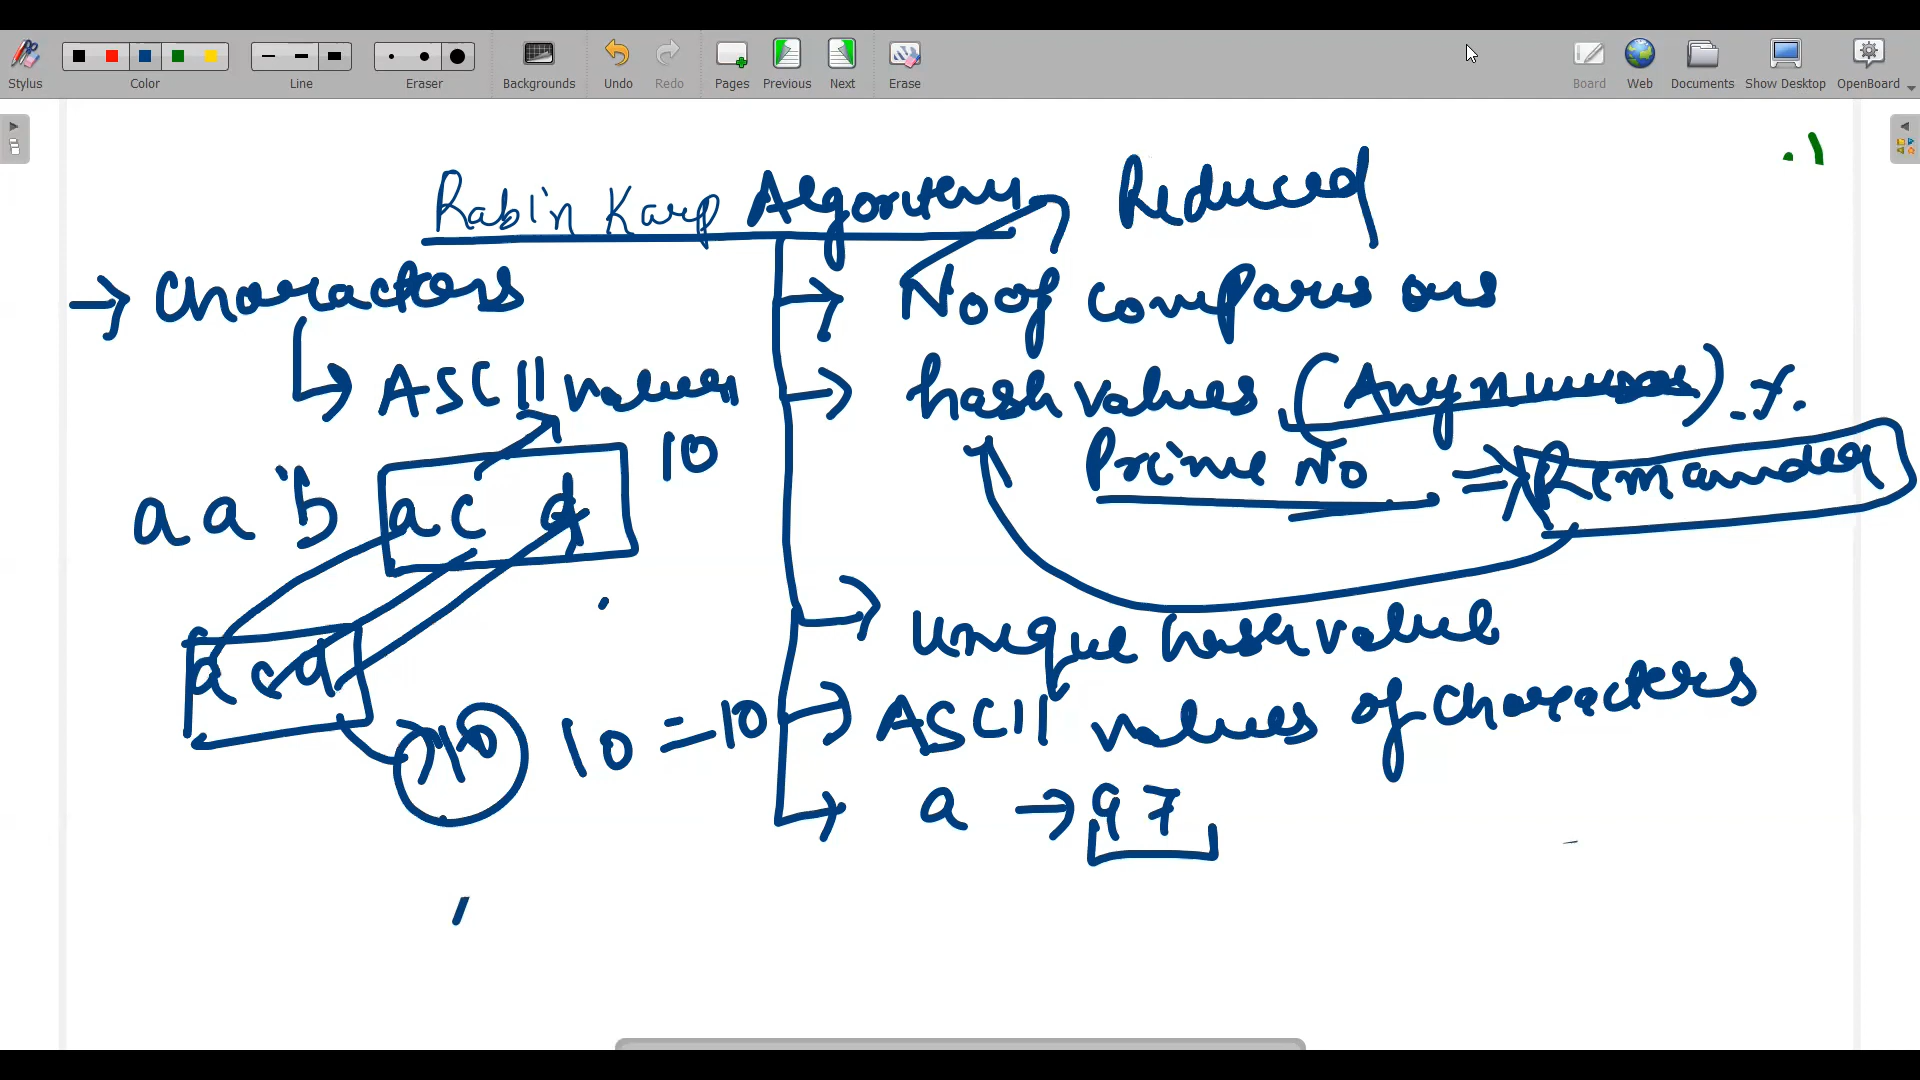 Stylus Color Line Eraser Backgrounds Undo Redo Pages Previous Next Erase Board Web Documents Show Desktop OpenBoard
Rabin Karp Algorithm Reduced
→ Characters
→ ASCII values
10
a a b a c d
a c d
→ 10 10 = 10
→ No of comparisons
→ hash values (Any number) %
Prime No ⇒ Remainder
→ Unique hash value
→ ASCII values of characters
→ a → 97